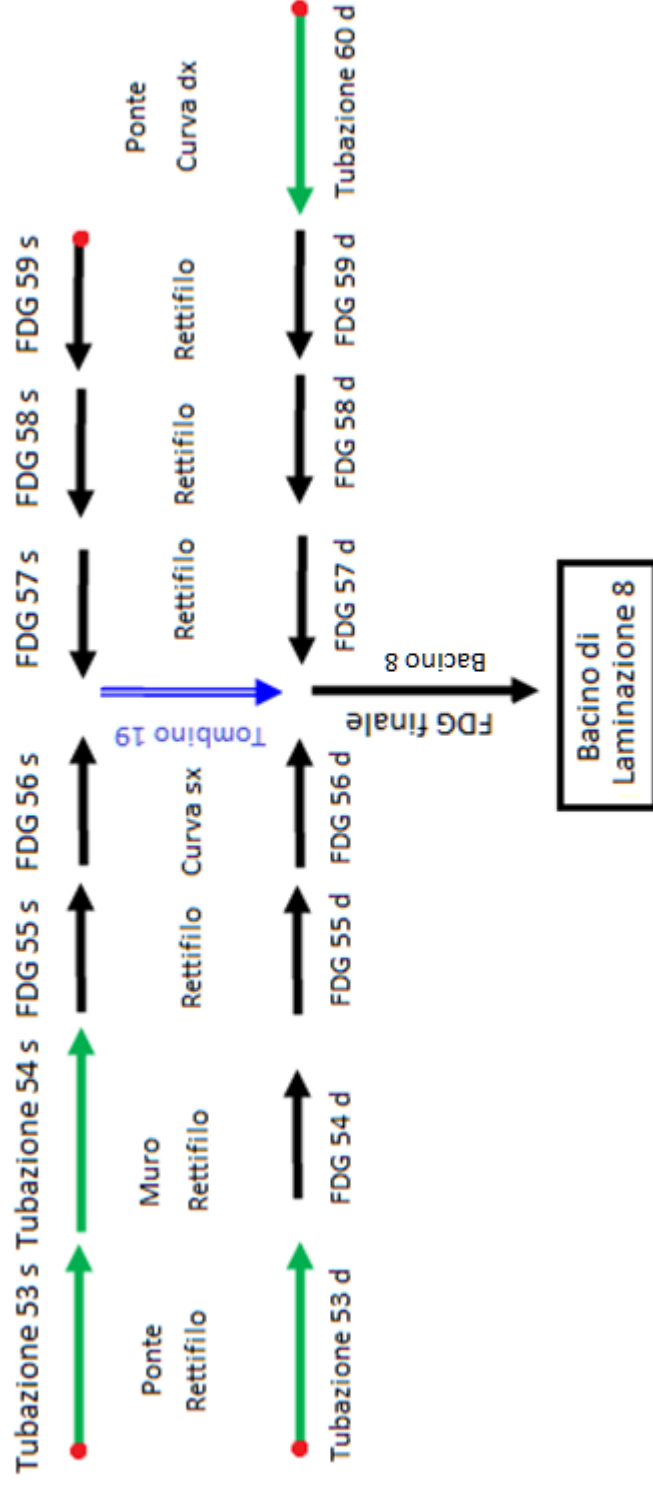 Tubazione 53 s
Tubazione 54 s
FDG 55 s
FDG 56 s
FDG 57 s
FDG 58 s
FDG 59 s
Ponte
Rettifilo
Muro
Rettifilo
Rettifilo
Curva sx
Tombino 19
Rettifilo
Rettifilo
Rettifilo
Ponte
Curva dx
Tubazione 53 d
FDG 54 d
FDG 55 d
FDG 56 d
FDG 57 d
FDG 58 d
FDG 59 d
Tubazione 60 d
FDG finale
Bacino 8
Bacino di
Laminazione 8